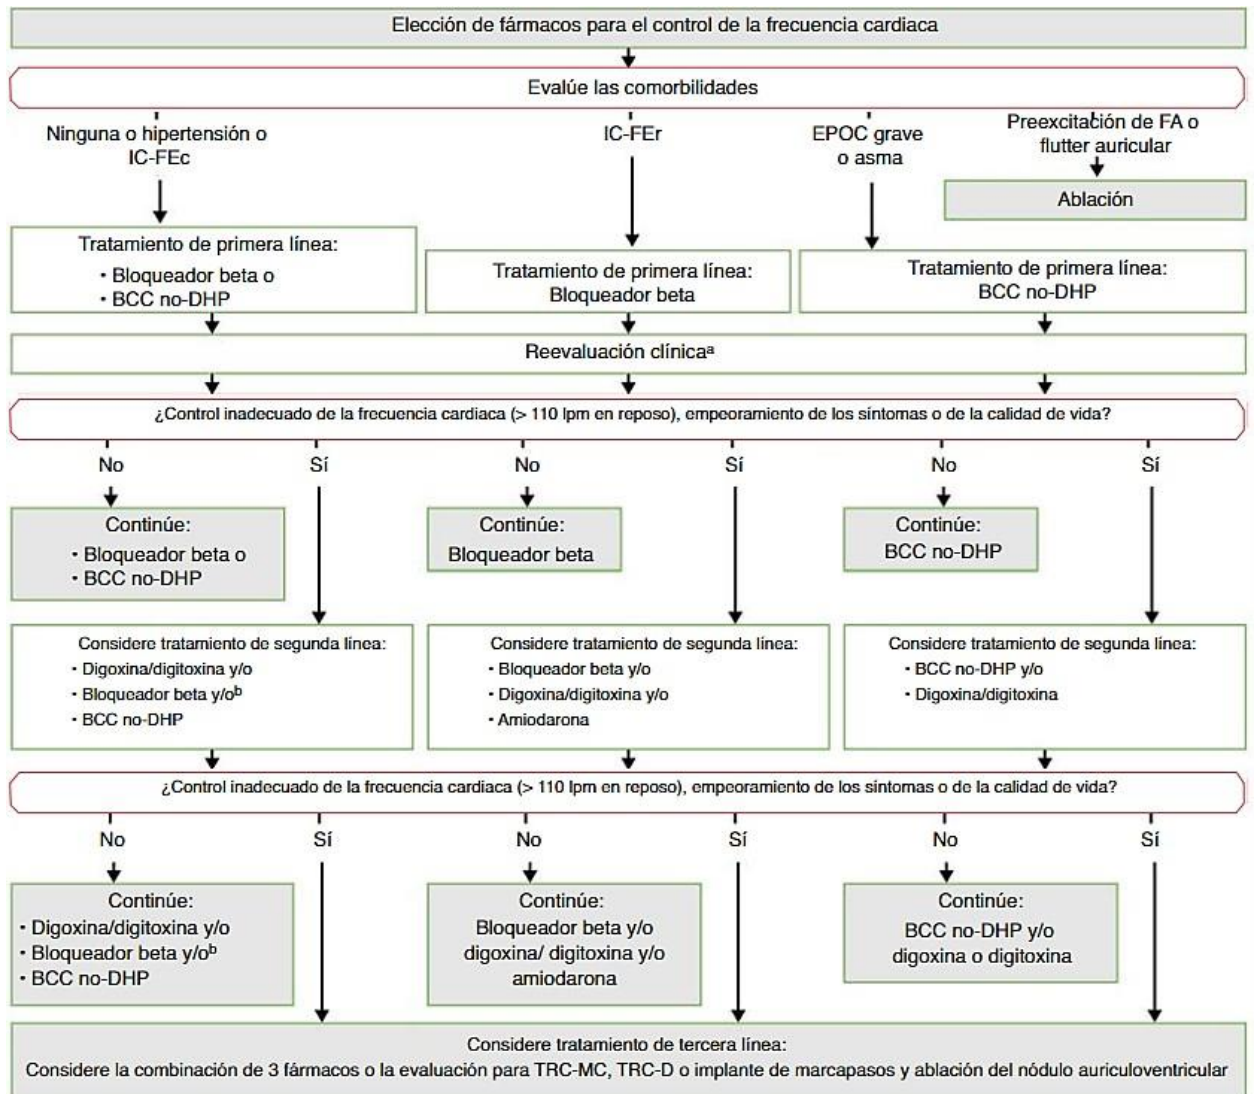 Elección de fármacos para el control de la frecuencia cardiaca
Evalúe las comorbilidades
Ninguna o hipertensión o
IC-FEc
IC-FEr
EPOC grave
o asma
Preexcitación de FA o
flutter auricular
Ablación
Tratamiento de primera línea:
• Bloqueador beta o
• BCC no-DHP
Tratamiento de primera línea:
Bloqueador beta
Tratamiento de primera línea:
BCC no-DHP
Reevaluación clínicaᵃ
¿Control inadecuado de la frecuencia cardiaca (> 110 lpm en reposo), empeoramiento de los síntomas o de la calidad de vida?
No
Sí
No
Sí
No
Sí
Continúe:
• Bloqueador beta o
• BCC no-DHP
Continúe:
Bloqueador beta
Continúe:
BCC no-DHP
Considere tratamiento de segunda línea:
• Digoxina/digitoxina y/o
• Bloqueador beta y/oᵇ
• BCC no-DHP
Considere tratamiento de segunda línea:
• Bloqueador beta y/o
• Digoxina/digitoxina y/o
• Amiodarona
Considere tratamiento de segunda línea:
• BCC no-DHP y/o
• Digoxina/digitoxina
¿Control inadecuado de la frecuencia cardiaca (> 110 lpm en reposo), empeoramiento de los síntomas o de la calidad de vida?
No
Sí
No
Sí
No
Sí
Continúe:
• Digoxina/digitoxina y/o
• Bloqueador beta y/oᵇ
• BCC no-DHP
Continúe:
Bloqueador beta y/o
digoxina/ digitoxina y/o
amiodarona
Continúe:
BCC no-DHP y/o
digoxina o digitoxina
Considere tratamiento de tercera línea:
Considere la combinación de 3 fármacos o la evaluación para TRC-MC, TRC-D o implante de marcapasos y ablación del nódulo auriculoventricular